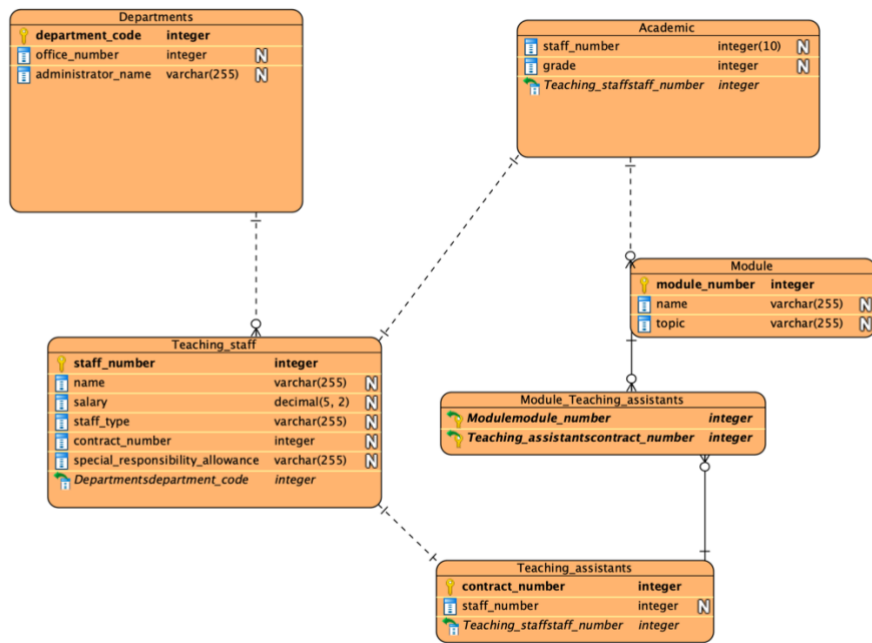 Departments
department_code integer
office_number integer N
administrator_name varchar(255) N
Academic
staff_number integer(10) N
grade integer N
Teaching_staffstaff_number integer
Module
module_number integer
name varchar(255) N
topic varchar(255) N
Teaching_staff
staff_number integer
name varchar(255) N
salary decimal(5, 2) N
staff_type varchar(255) N
contract_number integer N
special_responsibility_allowance varchar(255) N
Departmentsdepartment_code integer
Module_Teaching_assistants
Modulemodule_number integer
Teaching_assistantscontract_number integer
Teaching_assistants
contract_number integer
staff_number integer N
Teaching_staffstaff_number integer